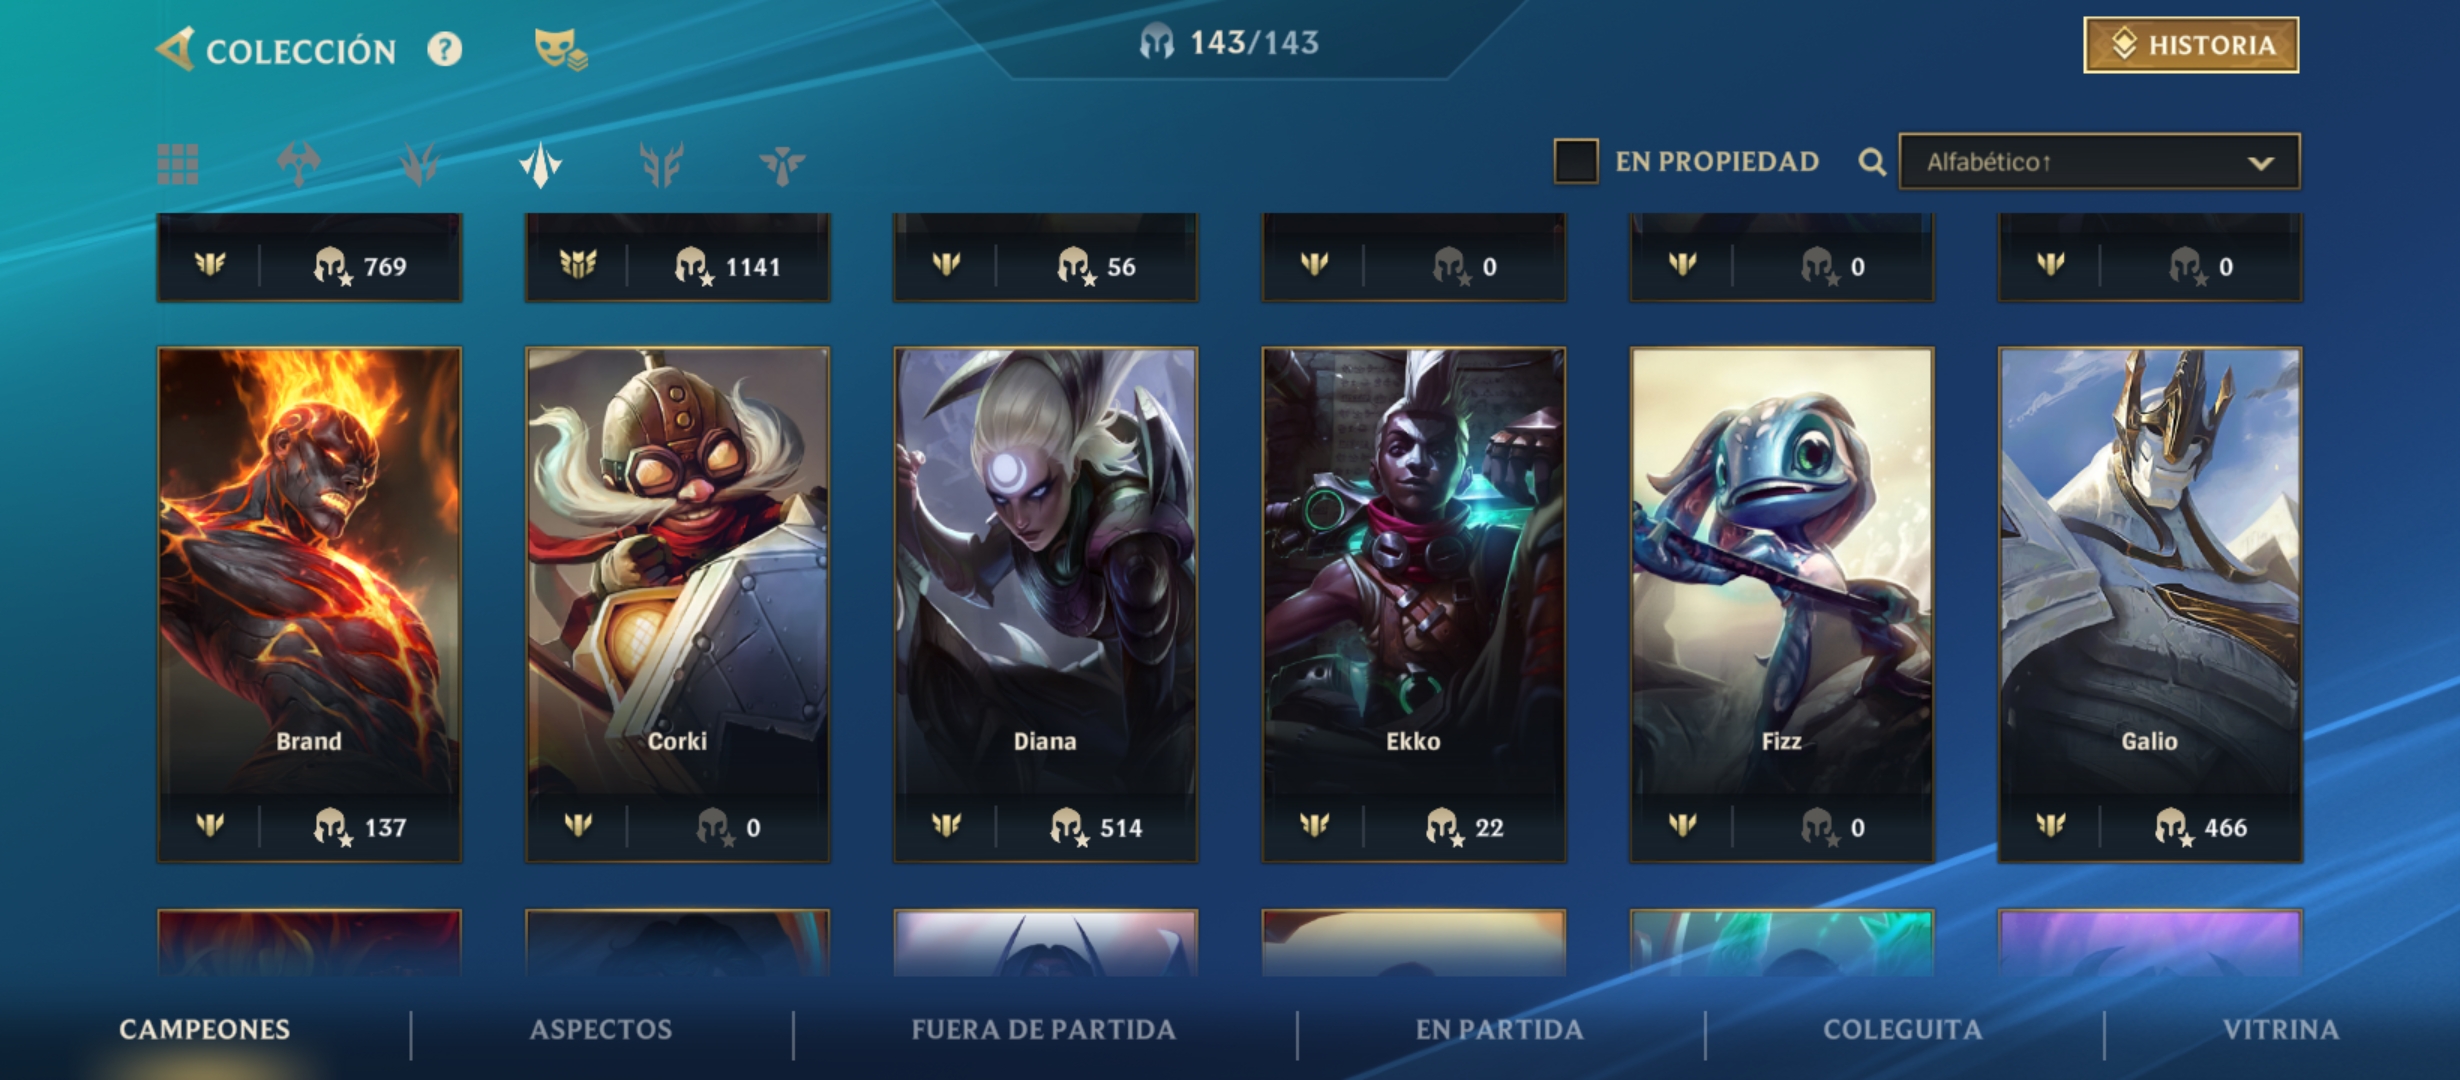 COLECCIÓN ?
143/143
HISTORIA
EN PROPIEDAD
Alfabético↑
769
1141
56
0
0
0
Brand
Corki
Diana
Ekko
Fizz
Galio
137
0
514
22
0
466
CAMPEONES
ASPECTOS
FUERA DE PARTIDA
EN PARTIDA
COLEGUITA
VITRINA